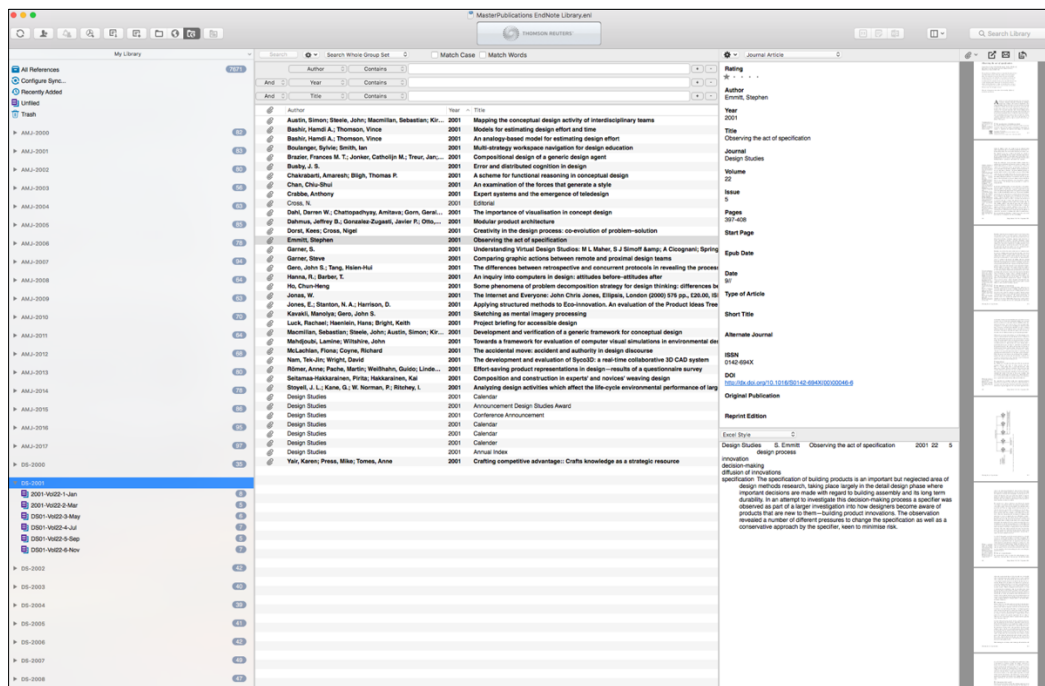 MasterPublications EndNote Library.enl
THOMSON REUTERS
Search Library
My Library
All References 7671
Configure Sync...
Recently Added
Unfiled
Trash
AMJ-2000
AMJ-2001
AMJ-2002
AMJ-2003
AMJ-2004
AMJ-2005
AMJ-2006
AMJ-2007
AMJ-2008
AMJ-2009
AMJ-2010
AMJ-2011
AMJ-2012
AMJ-2013
AMJ-2014
AMJ-2015
AMJ-2016
AMJ-2017
DS-2000
DS-2001
2001-Vol22-1-Jan
2001-Vol22-2-Mar
DS01-Vol22-3-May
DS01-Vol22-4-Jul
DS01-Vol22-5-Sep
DS01-Vol22-6-Nov
DS-2002 42
DS-2003 40
DS-2004 39
DS-2005 41
DS-2006 42
DS-2007
DS-2008 47
Search Search Whole Group Set Match Case Match Words
Author Contains
And Year Contains
And Title Contains
Author Year Title
Austin, Simon; Steele, John; Macmillan, Sebastian; Kir... 2001 Mapping the conceptual design activity of interdisciplinary teams
Bashir, Hamdi A.; Thomson, Vince 2001 Models for estimating design effort and time
Bashir, Hamdi A.; Thomson, Vince 2001 An analogy-based model for estimating design effort
Boulanger, Sylvie; Smith, Ian 2001 Multi-strategy workspace navigation for design education
Brazier, Frances M. T.; Jonker, Catholijn M.; Treur, Jan;... 2001 Compositional design of a generic design agent
Busby, J. S. 2001 Error and distributed cognition in design
Chakrabarti, Amaresh; Bligh, Thomas P. 2001 A scheme for functional reasoning in conceptual design
Chan, Chiu-Shui 2001 An examination of the forces that generate a style
Crabbe, Anthony 2001 Expert systems and the emergence of teledesign
Cross, N. 2001 Editorial
Dahl, Darren W.; Chattopadhyay, Amitava; Gorn, Geral... 2001 The importance of visualisation in concept design
Dahmus, Jeffrey B.; Gonzalez-Zugasti, Javier P.; Otto,... 2001 Modular product architecture
Dorst, Kees; Cross, Nigel 2001 Creativity in the design process: co-evolution of problem–solution
Emmitt, Stephen 2001 Observing the act of specification
Garner, S. 2001 Understanding Virtual Design Studios: M L Maher, S J Simoff &amp; A Cicognani; Spring
Garner, Steve 2001 Comparing graphic actions between remote and proximal design teams
Gero, John S.; Tang, Hsien-Hui 2001 The differences between retrospective and concurrent protocols in revealing the process
Hanna, R.; Barber, T. 2001 An inquiry into computers in design: attitudes before–attitudes after
Ho, Chun-Heng 2001 Some phenomena of problem decomposition strategy for design thinking: differences be
Jonas, W. 2001 The Internet and Everyone: John Chris Jones, Ellipsis, London (2000) 576 pp., £26.00, IS
Jones, E.; Stanton, N. A.; Harrison, D. 2001 Applying structured methods to Eco-innovation. An evaluation of the Product Ideas Tree
Kavakli, Manolya; Gero, John S. 2001 Sketching as mental imagery processing
Luck, Rachael; Haenlein, Hans; Bright, Keith 2001 Project briefing for accessible design
Macmillan, Sebastian; Steele, John; Austin, Simon; Kir... 2001 Development and verification of a generic framework for conceptual design
Mahdjoubi, Lamine; Wiltshire, John 2001 Towards a framework for evaluation of computer visual simulations in environmental des
McLachlan, Fiona; Coyne, Richard 2001 The accidental move: accident and authority in design discourse
Nam, Tek-Jin; Wright, David 2001 The development and evaluation of Syco3D: a real-time collaborative 3D CAD system
Römer, Anne; Pache, Martin; Weißhahn, Guido; Linde... 2001 Effort-saving product representations in design—results of a questionnaire survey
Seitamaa-Hakkarainen, Pirita; Hakkarainen, Kai 2001 Composition and construction in experts' and novices' weaving design
Stoyell, J. L.; Kane, G.; W. Norman, P.; Ritchey, I. 2001 Analyzing design activities which affect the life-cycle environmental performance of larg
Design Studies 2001 Calendar
Design Studies 2001 Announcement Design Studies Award
Design Studies 2001 Conference Announcement
Design Studies 2001 Calendar
Design Studies 2001 Calendar
Design Studies 2001 Calendar
Design Studies 2001 Annual Index
Yair, Karen; Press, Mike; Tomes, Anne 2001 Crafting competitive advantage:: Crafts knowledge as a strategic resource
Journal Article
Rating
Author
Emmitt, Stephen
Year
2001
Title
Observing the act of specification
Journal
Design Studies
Volume
22
Issue
5
Pages
397-408
Start Page
Epub Date
Date
9//
Type of Article
Short Title
Alternate Journal
ISSN
0142-694X
DOI
Original Publication
Reprint Edition
Excel Style
Design Studies S. Emmitt Observing the act of specification 2001 22 5
design process
innovation
decision-making
diffusion of innovations
specification The specification of building products is an important but neglected area of
design methods research, taking place largely in the detail design phase where
important decisions are made with regard to building assembly and its long term
durability. In an attempt to investigate this decision-making process a specifier was
observed as part of a larger investigation into how designers become aware of
products that are new to them—building product innovations. The observation
revealed a number of different pressures to change the specification as well as a
conservative approach by the specifier, keen to minimise risk.